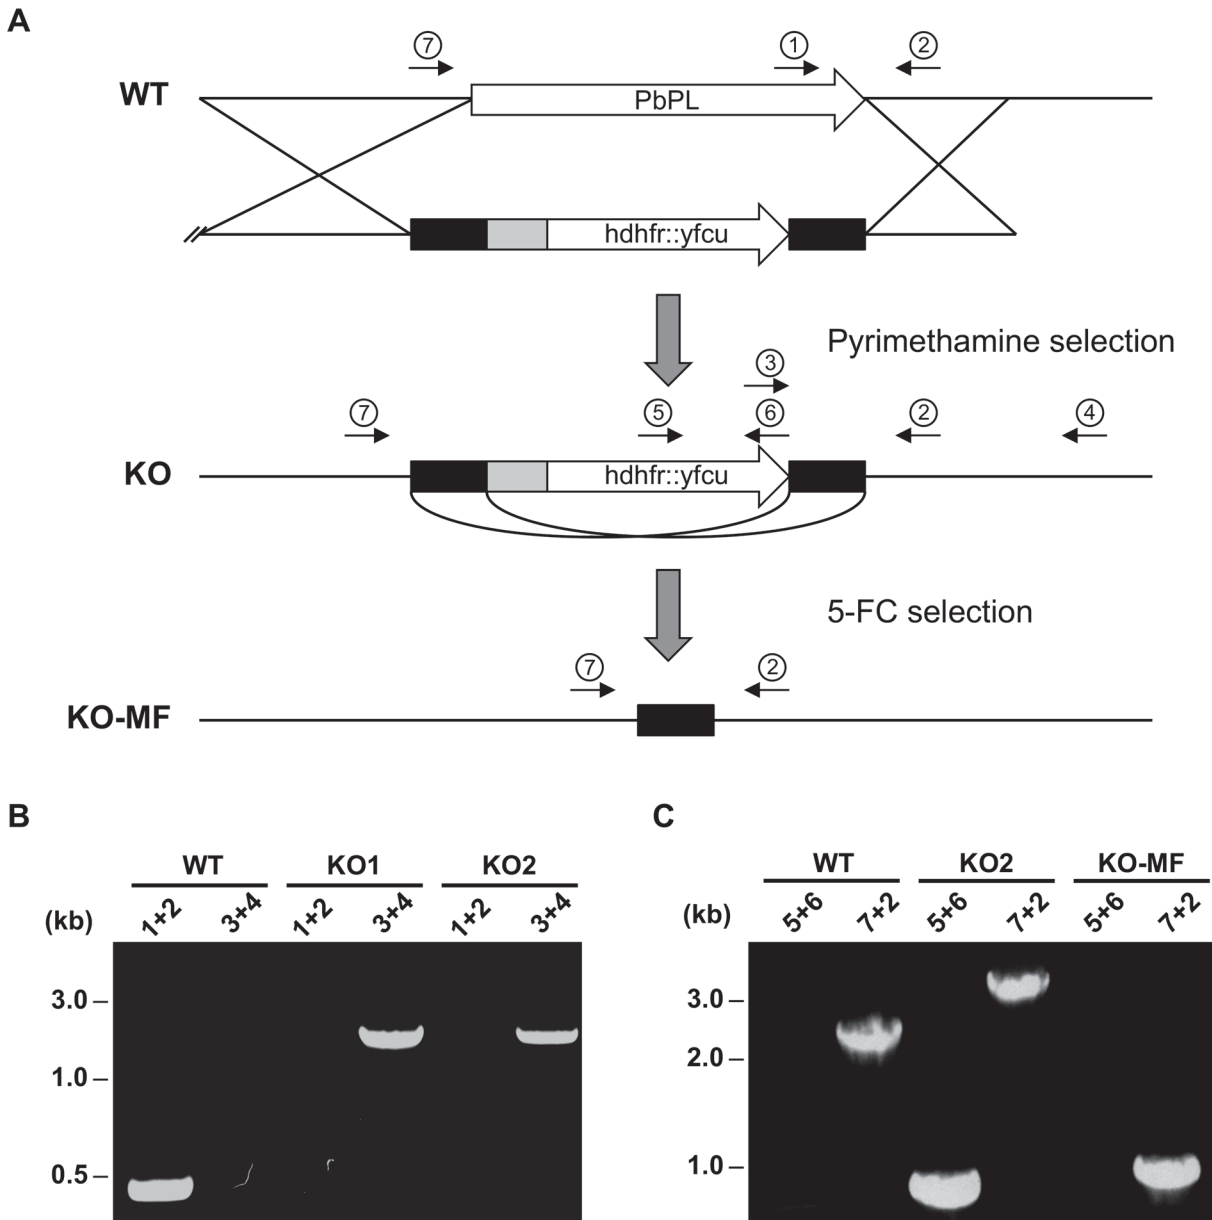 A
⑦ ① ②
WT
PbPL
hdhfr::yfcu
Pyrimethamine selection
③
⑦ ⑤ ⑥ ② ④
KO
hdhfr::yfcu
5-FC selection
⑦ ②
KO-MF
B
WT KO1 KO2
(kb) 1+2 3+4 1+2 3+4 1+2 3+4
3.0
1.0
0.5
C
WT KO2 KO-MF
(kb) 5+6 7+2 5+6 7+2 5+6 7+2
3.0
2.0
1.0